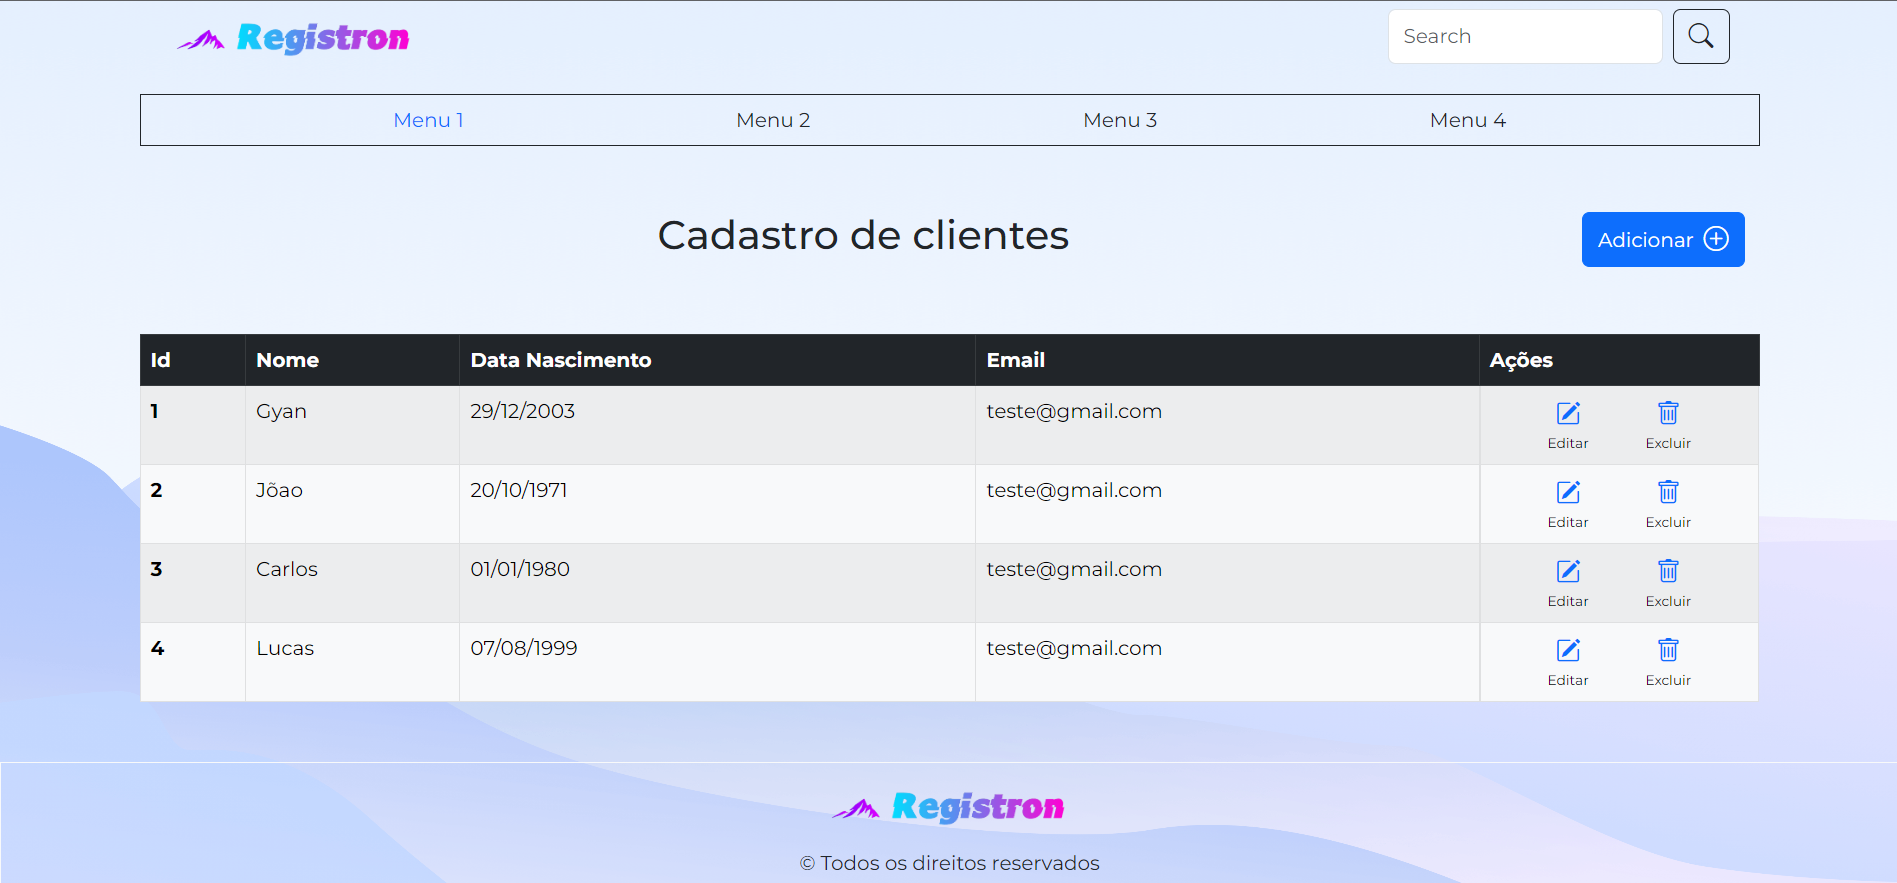 Registron
Search
Menu 1 Menu 2 Menu 3 Menu 4
Cadastro de clientes
Adicionar
Id Nome Data Nascimento Email Ações
1 Gyan 29/12/2003 teste@gmail.com
Editar Excluir
2 Jõao 20/10/1971 teste@gmail.com
Editar Excluir
3 Carlos 01/01/1980 teste@gmail.com
Editar Excluir
4 Lucas 07/08/1999 teste@gmail.com
Editar Excluir
Registron
© Todos os direitos reservados